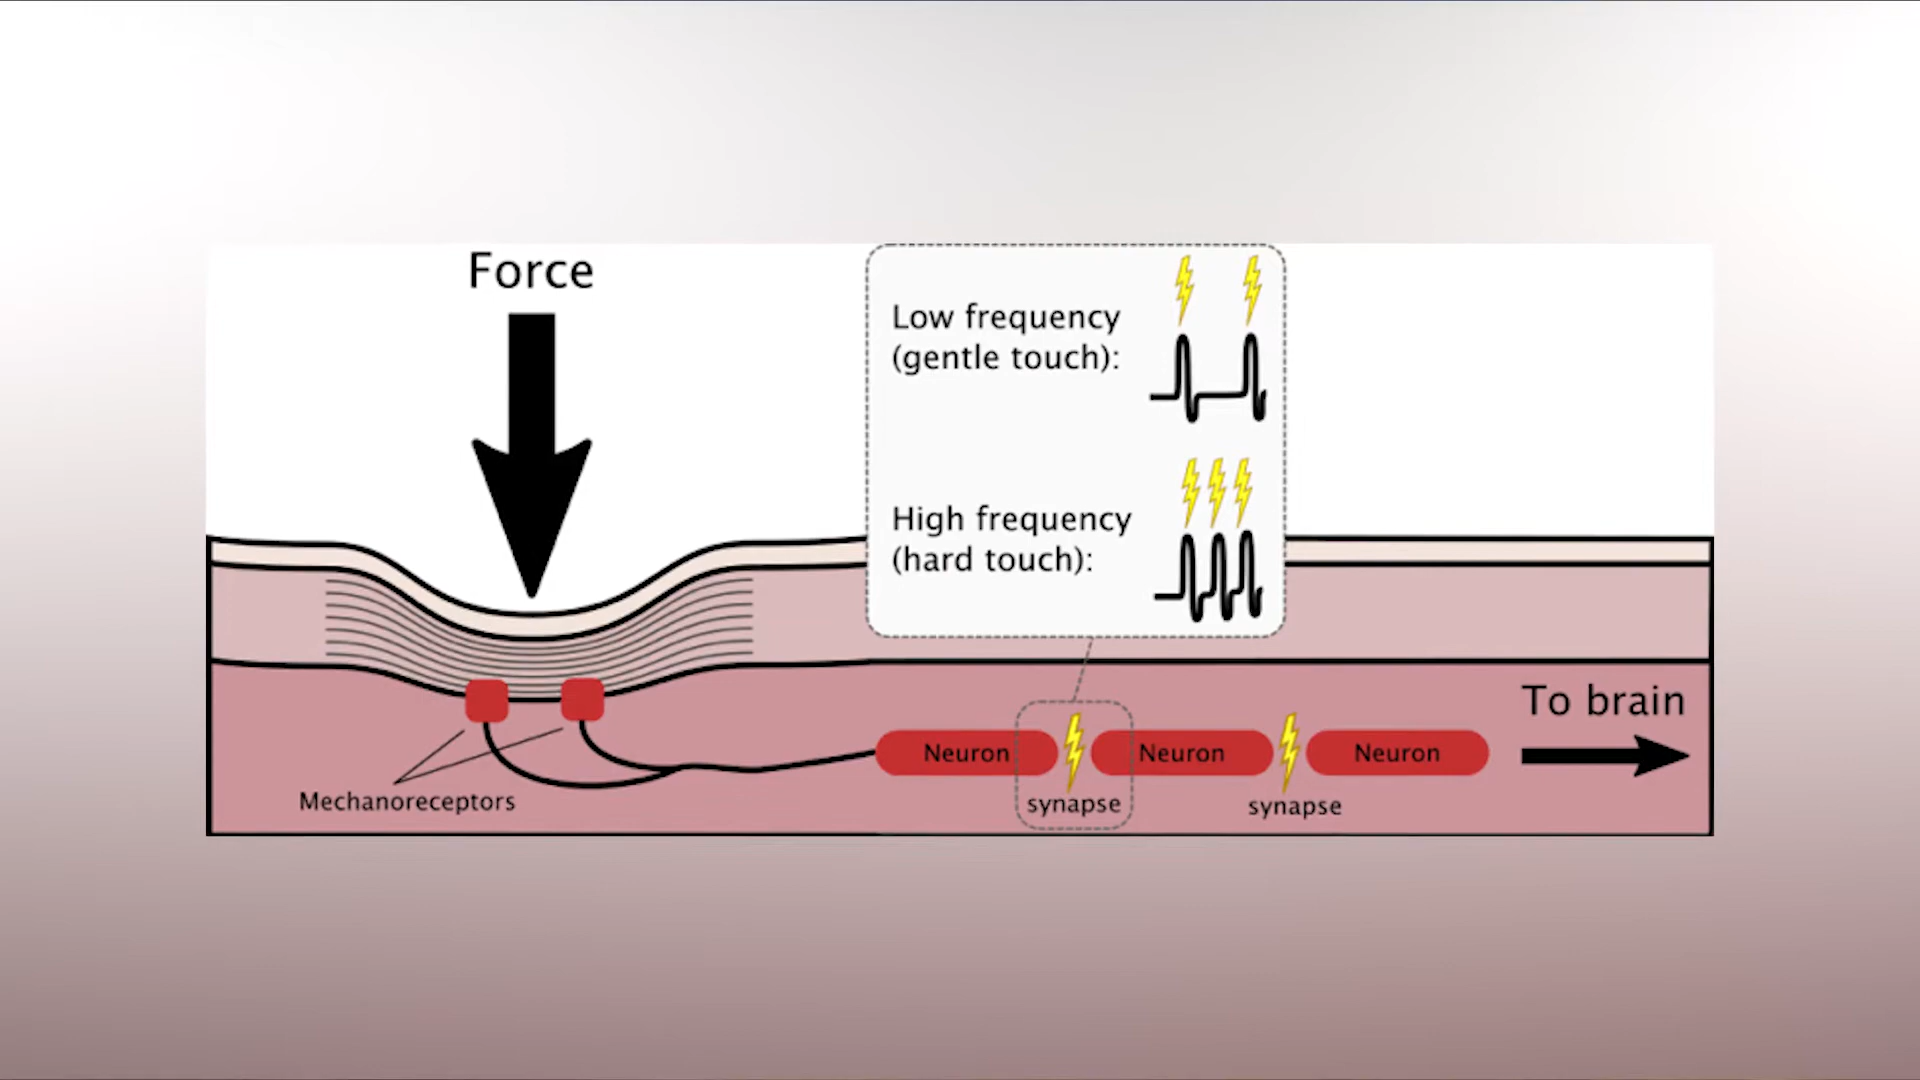 Force
Low frequency
(gentle touch):
High frequency
(hard touch):
To brain
Neuron
Neuron
Neuron
Mechanoreceptors
synapse
synapse